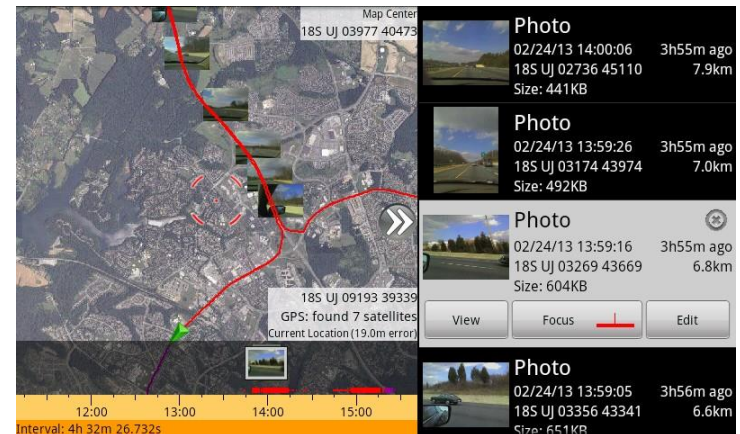 Map Center
18S UJ 03977 40473
18S UJ 09193 39339
GPS: found 7 satellites
Current Location (19.0m error)
12:00 13:00 14:00 15:00
Interval: 4h 32m 26.732s
Photo
02/24/13 14:00:06 3h55m ago
18S UJ 02736 45110 7.9km
Size: 441KB
Photo
02/24/13 13:59:26 3h55m ago
18S UJ 03174 43974 7.0km
Size: 492KB
Photo
02/24/13 13:59:16 3h55m ago
18S UJ 03269 43669 6.8km
Size: 604KB
View Focus Edit
Photo
02/24/13 13:59:05 3h56m ago
18S UJ 03356 43341 6.6km
Size: 651KB